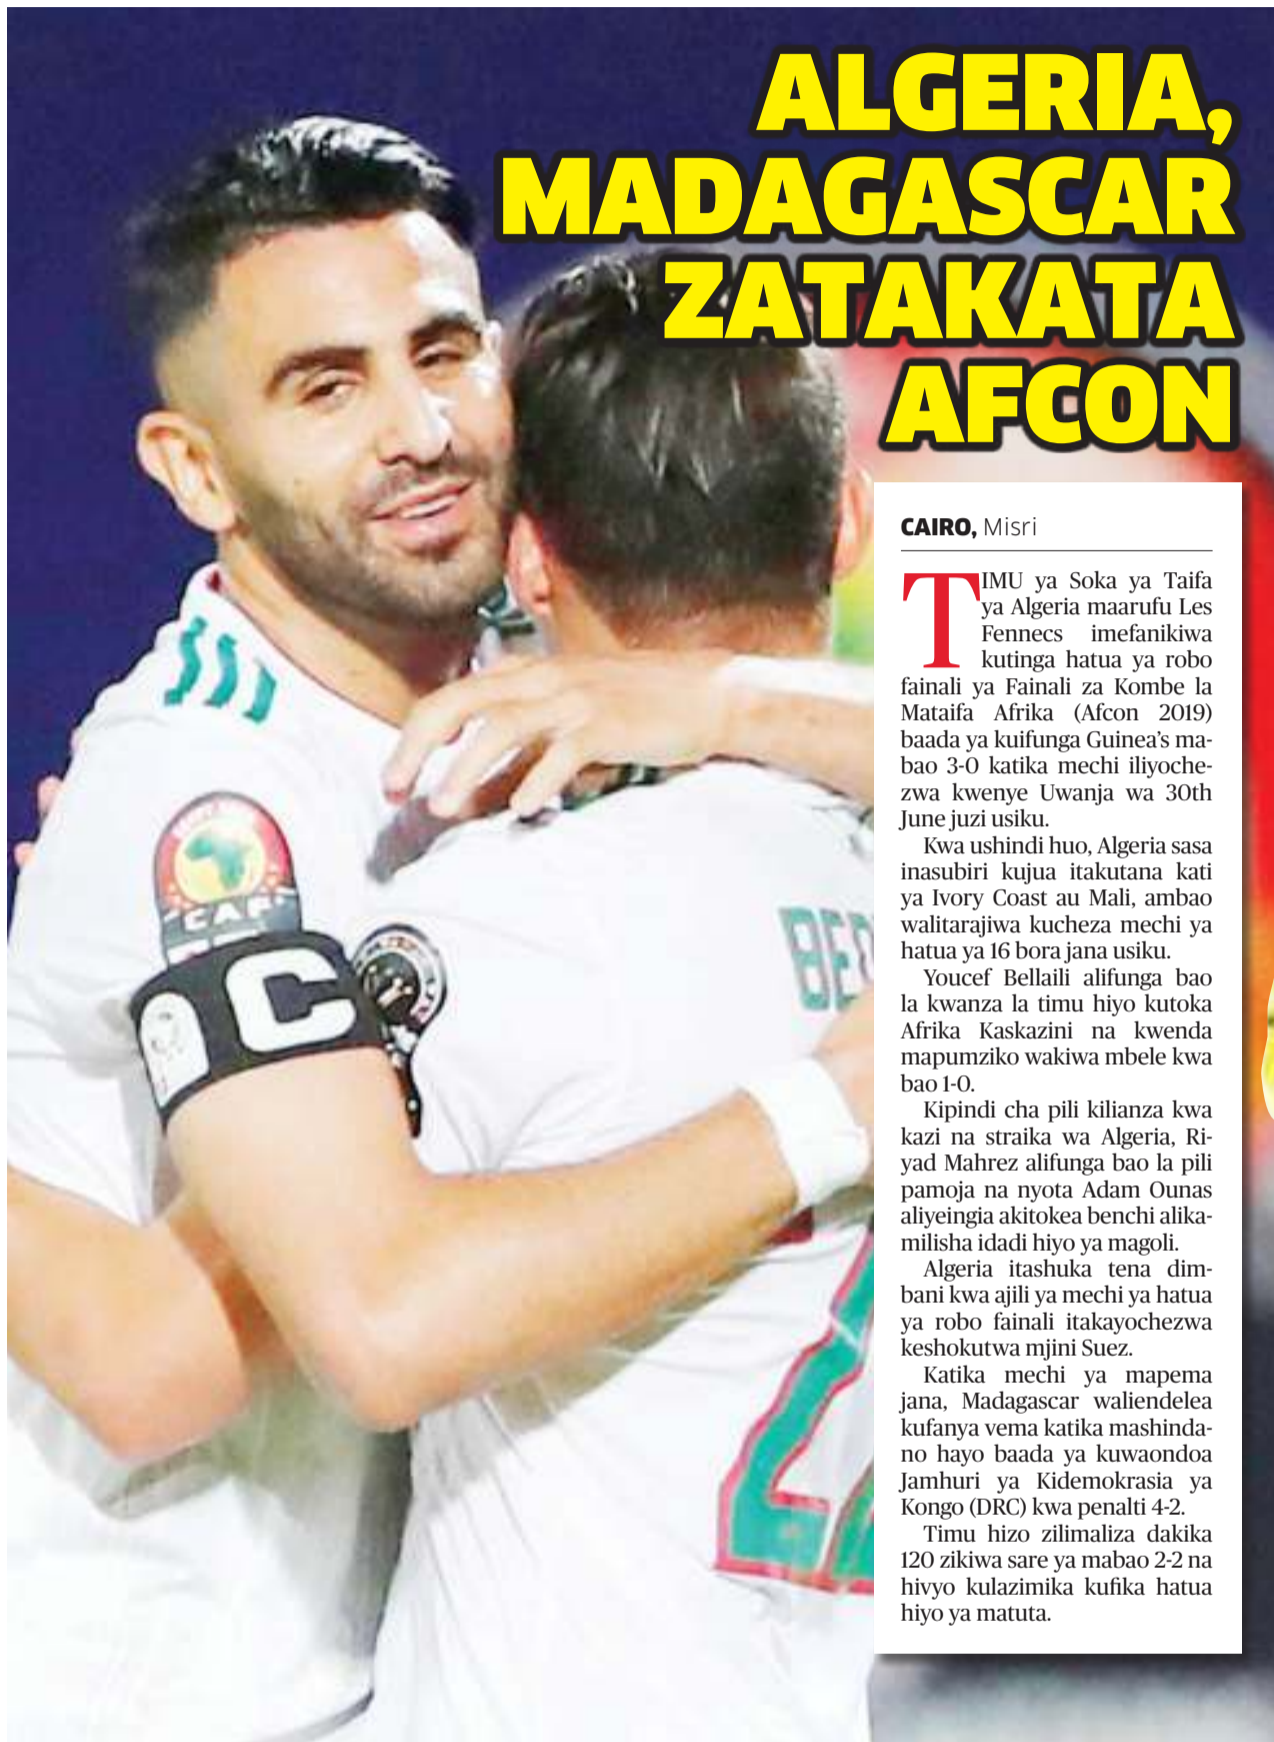 ALGERIA,
MADAGASCAR
ZATAKATA
AFCON
CAIRO, Misri
TIMU ya Soka ya Taifa
ya Algeria maarufu Les
Fennecs imefanikiwa
kutinga hatua ya robo
fainali ya Fainali za Kombe la
Mataifa Afrika (Afcon 2019)
baada ya kuifunga Guinea’s ma-
bao 3-0 katika mechi iliyoche-
zwa kwenye Uwanja wa 30th
June juzi usiku.
Kwa ushindi huo, Algeria sasa
inasubiri kujua itakutana kati
ya Ivory Coast au Mali, ambao
walitarajiwa kucheza mechi ya
hatua ya 16 bora jana usiku.
Youcef Bellaili alifunga bao
la kwanza la timu hiyo kutoka
Afrika Kaskazini na kwenda
mapumziko wakiwa mbele kwa
bao 1-0.
Kipindi cha pili kilianza kwa
kazi na straika wa Algeria, Ri-
yad Mahrez alifunga bao la pili
pamoja na nyota Adam Ounas
aliyeingia akitokea benchi alika-
milisha idadi hiyo ya magoli.
Algeria itashuka tena dim-
bani kwa ajili ya mechi ya hatua
ya robo fainali itakayochezwa
keshokutwa mjini Suez.
Katika mechi ya mapema
jana, Madagascar waliendelea
kufanya vema katika mashinda-
no hayo baada ya kuwaondoa
Jamhuri ya Kidemokrasia ya
Kongo (DRC) kwa penalti 4-2.
Timu hizo zilimaliza dakika
120 zikiwa sare ya mabao 2-2 na
hivyo kulazimika kufika hatua
hiyo ya matuta.
CAF
C
BE